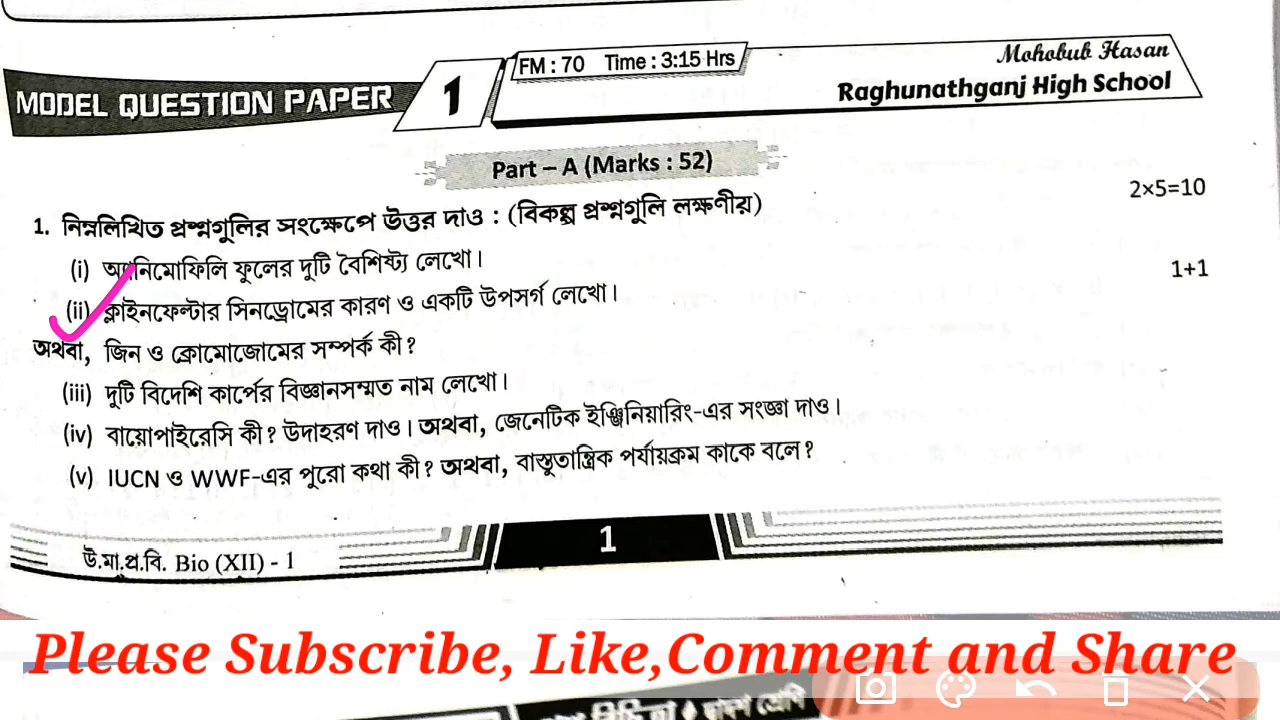 FM : 70 Time : 3:15 Hrs
Mohobub Hasan
MODEL QUESTION PAPER 1
Raghunathganj High School
Part – A (Marks : 52)
1. নিম্নলিখিত প্রশ্নগুলির সংক্ষেপে উত্তর দাও : (বিকল্প প্রশ্নগুলি লক্ষণীয়) 2×5=10
(i) অ্যানিমোফিলি ফুলের দুটি বৈশিষ্ট্য লেখো। 1+1
(ii) ক্লাইনফেল্টার সিনড্রোমের কারণ ও একটি উপসর্গ লেখো।
অথবা, জিন ও ক্রোমোজোমের সম্পর্ক কী?
(iii) দুটি বিদেশি কার্পের বিজ্ঞানসম্মত নাম লেখো।
(iv) বায়োপাইরেসি কী? উদাহরণ দাও। অথবা, জেনেটিক ইঞ্জিনিয়ারিং-এর সংজ্ঞা দাও।
(v) IUCN ও WWF-এর পুরো কথা কী? অথবা, বাস্তুতান্ত্রিক পর্যায়ক্রম কাকে বলে?
উ.মা.প্র.বি. Bio (XII) - 1
1
Please Subscribe, Like,Comment and Share
দ্বাদশ শ্রেণি